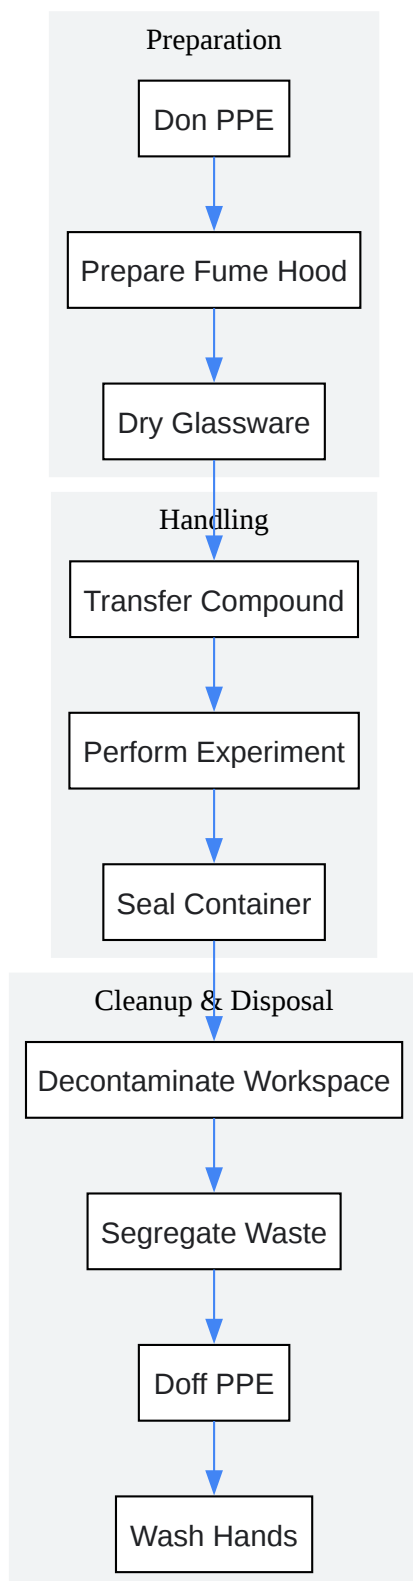 Preparation
Don PPE
Prepare Fume Hood
Dry Glassware
Handling
Transfer Compound
Perform Experiment
Seal Container
Cleanup & Disposal
Decontaminate Workspace
Segregate Waste
Doff PPE
Wash Hands